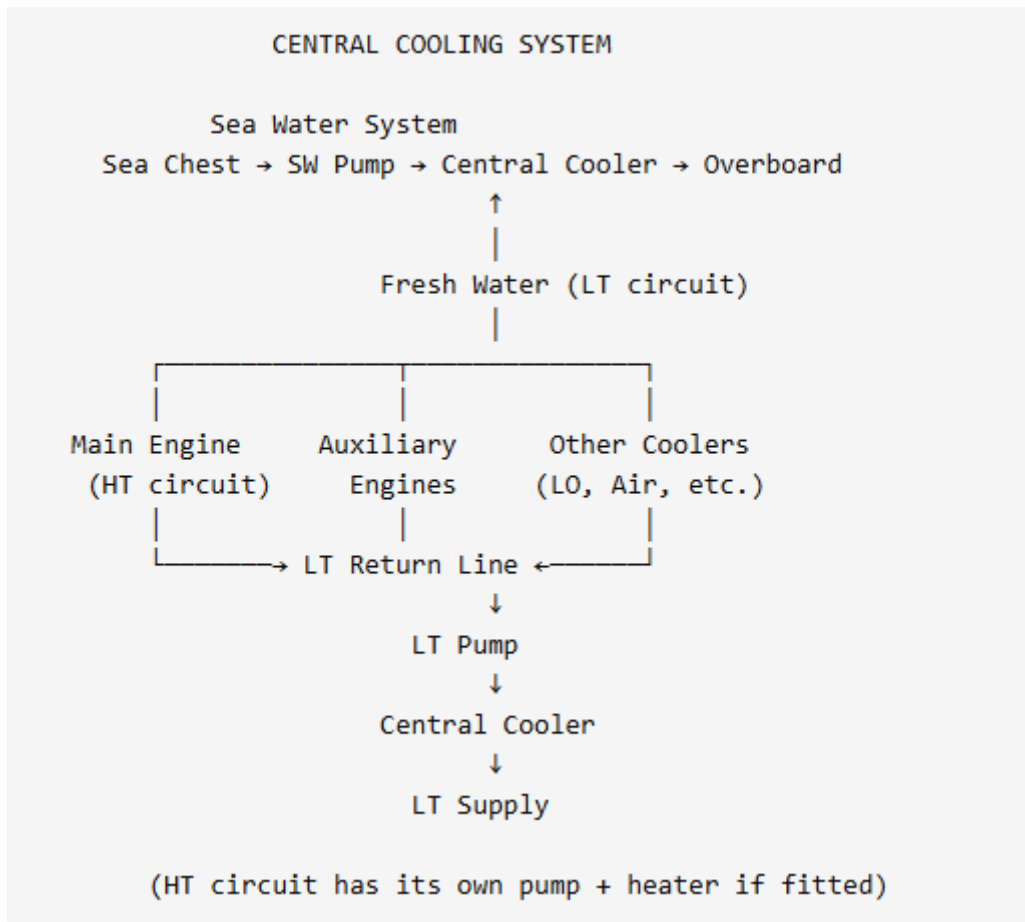 CENTRAL COOLING SYSTEM
Sea Water System
Sea Chest → SW Pump → Central Cooler → Overboard
↑
Fresh Water (LT circuit)
Main Engine Auxiliary Other Coolers
(HT circuit) Engines (LO, Air, etc.)
→ LT Return Line ←
↓
LT Pump
↓
Central Cooler
↓
LT Supply
(HT circuit has its own pump + heater if fitted)